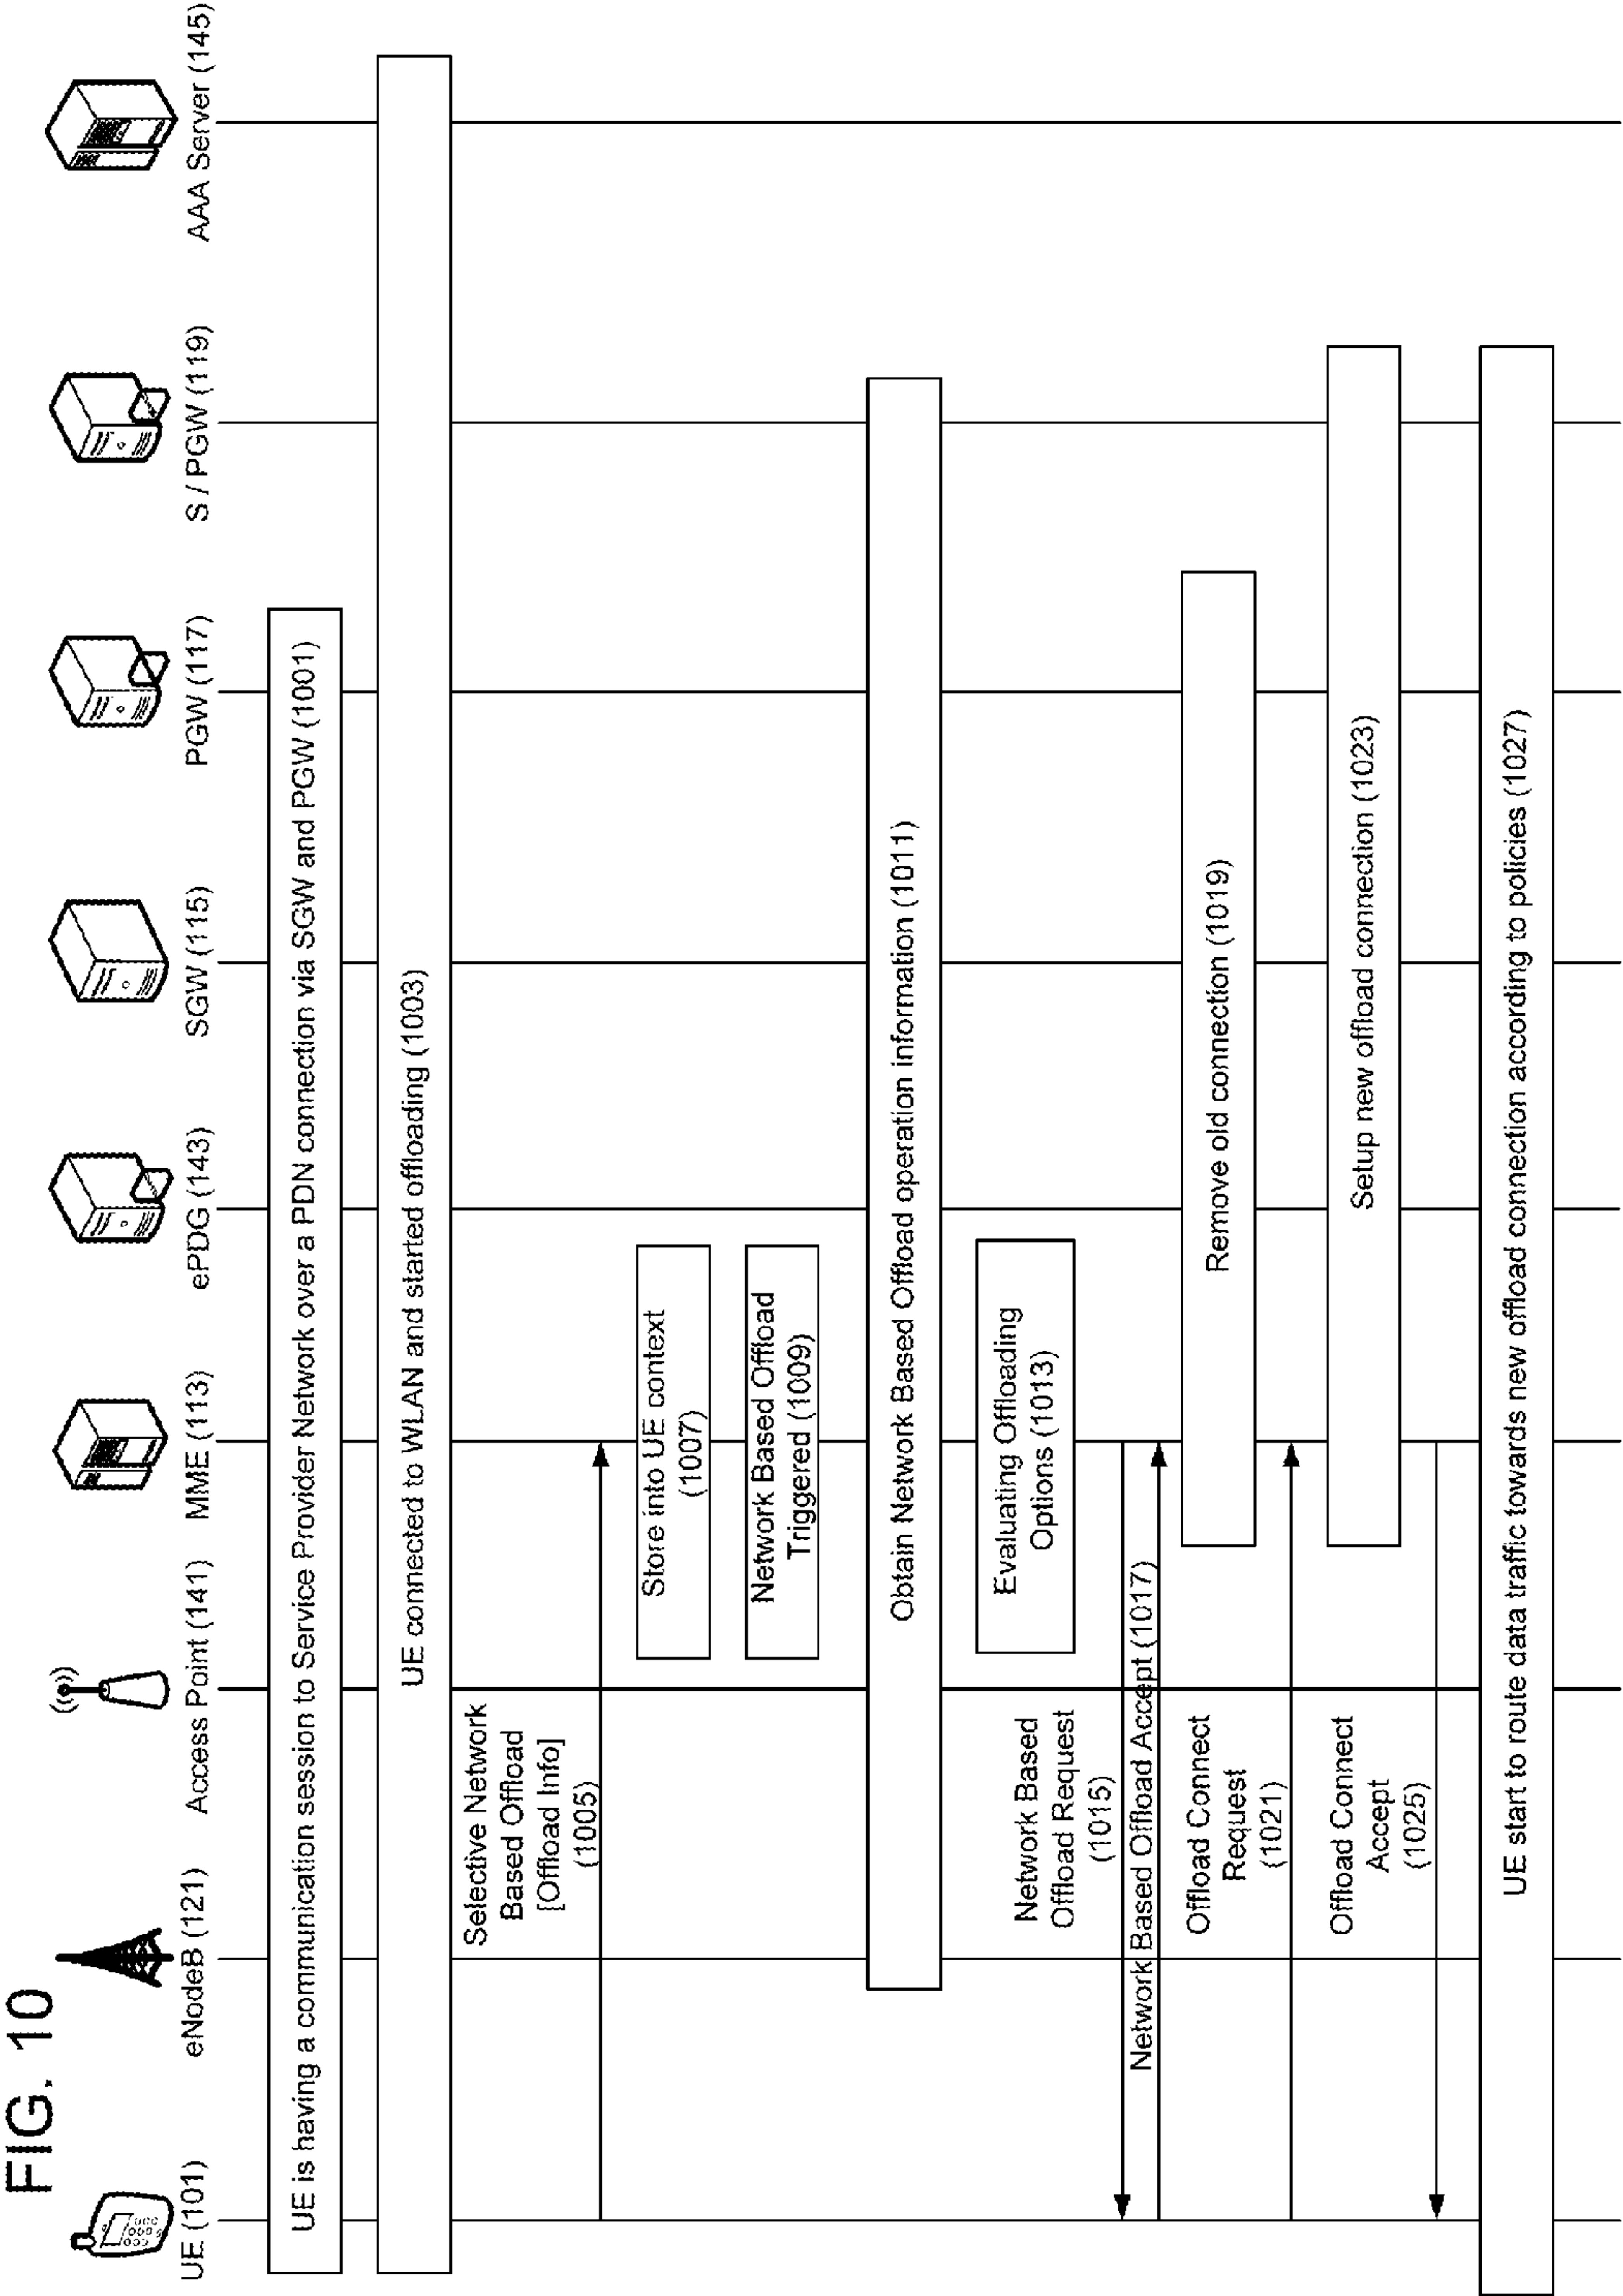 FIG. 10
UE (101)
eNodeB (121)
Access Point (141)
MME (113)
ePDG (143)
SGW (115)
PGW (117)
S / PGW (119)
AAA Server (145)
UE is having a communication session to Service Provider Network over a PDN connection via SGW and PGW (1001)
UE connected to WLAN and started offloading (1003)
Selective Network
Based Offload
[Offload Info]
(1005)
Store into UE context
(1007)
Network Based Offload
Triggered (1009)
Obtain Network Based Offload operation information (1011)
Evaluating Offloading
Options (1013)
Network Based
Offload Request
(1015)
Network Based Offload Accept (1017)
Remove old connection (1019)
Offload Connect
Request
(1021)
Setup new offload connection (1023)
Offload Connect
Accept
(1025)
UE start to route data traffic towards new offload connection according to policies (1027)